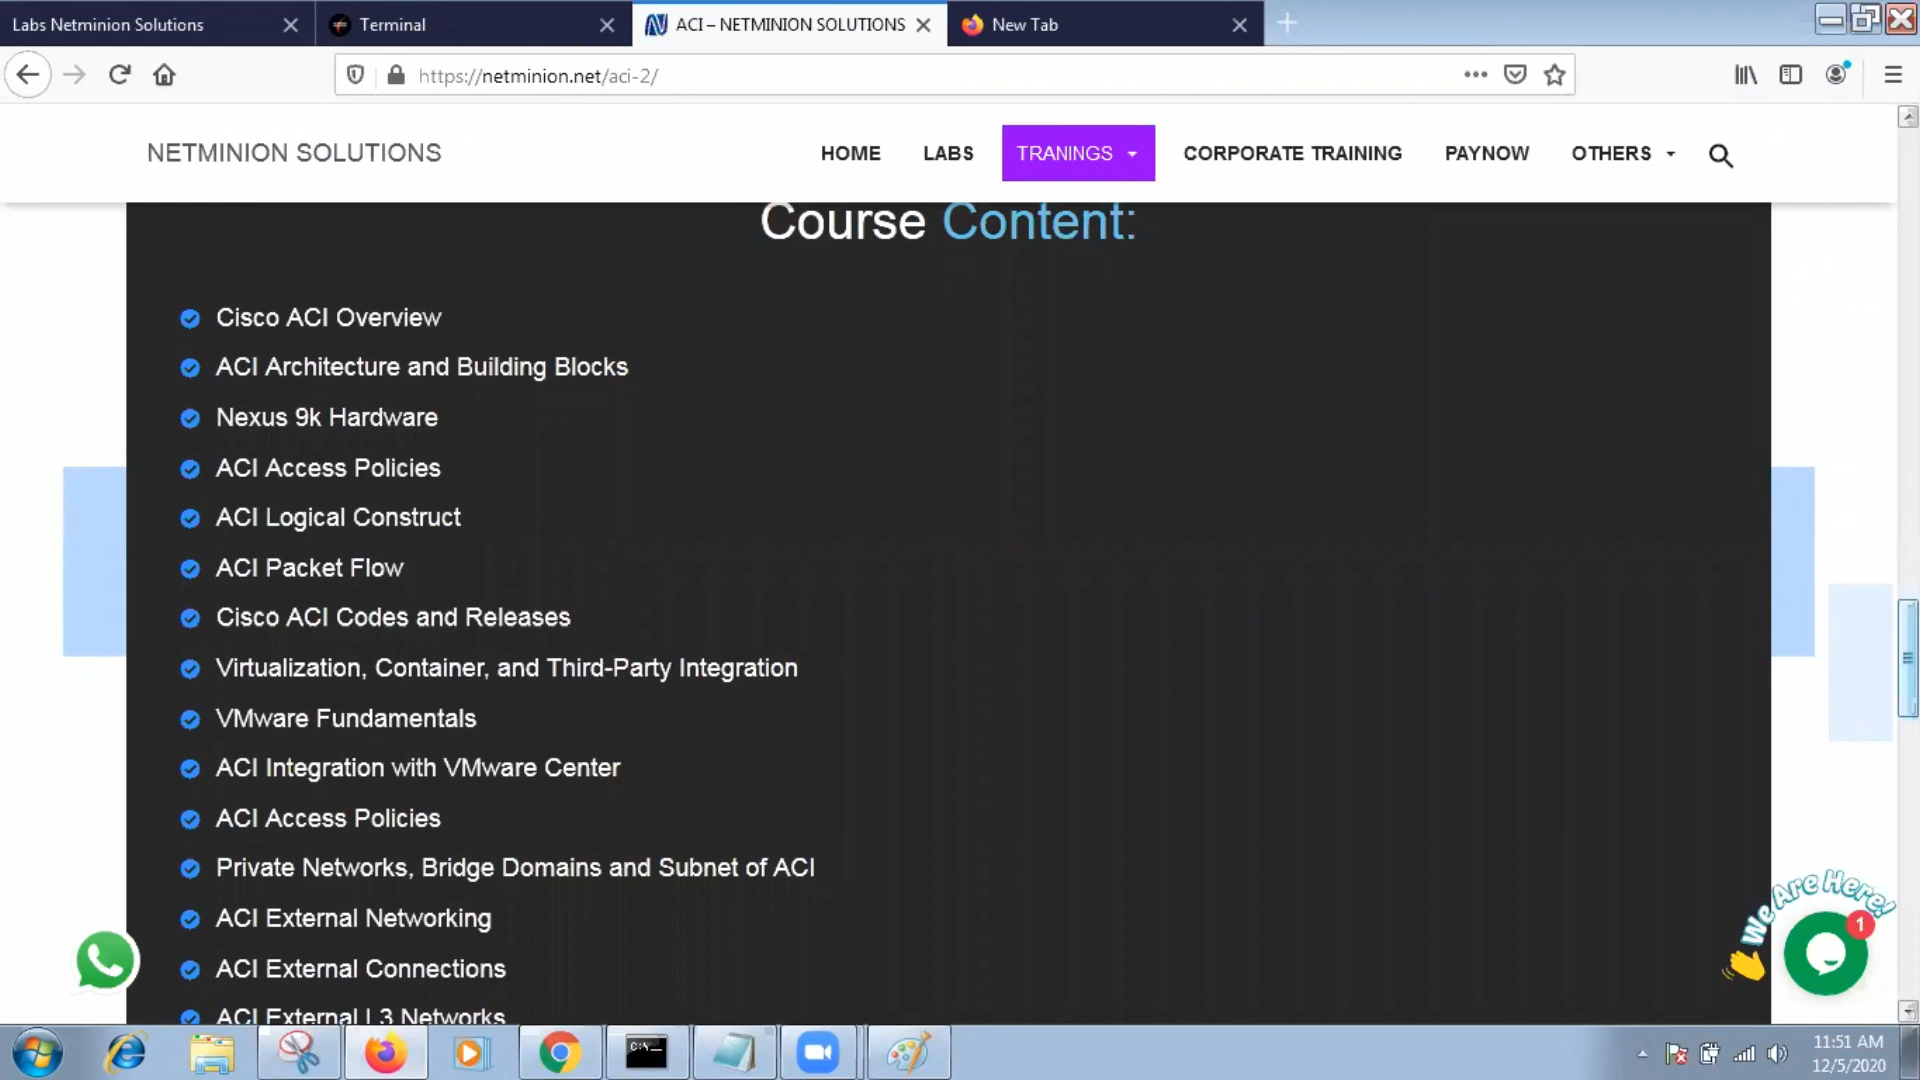 Labs Netminion Solutions
Terminal
ACI – NETMINION SOLUTIONS
New Tab
https://netminion.net/aci-2/
NETMINION SOLUTIONS
HOME
LABS
TRANINGS
CORPORATE TRAINING
PAYNOW
OTHERS
Course Content:
Cisco ACI Overview
ACI Architecture and Building Blocks
Nexus 9k Hardware
ACI Access Policies
ACI Logical Construct
ACI Packet Flow
Cisco ACI Codes and Releases
Virtualization, Container, and Third-Party Integration
VMware Fundamentals
ACI Integration with VMware Center
ACI Access Policies
Private Networks, Bridge Domains and Subnet of ACI
ACI External Networking
ACI External Connections
ACI External L3 Networks
We Are Here!
1
C:\_
11:51 AM
12/5/2020